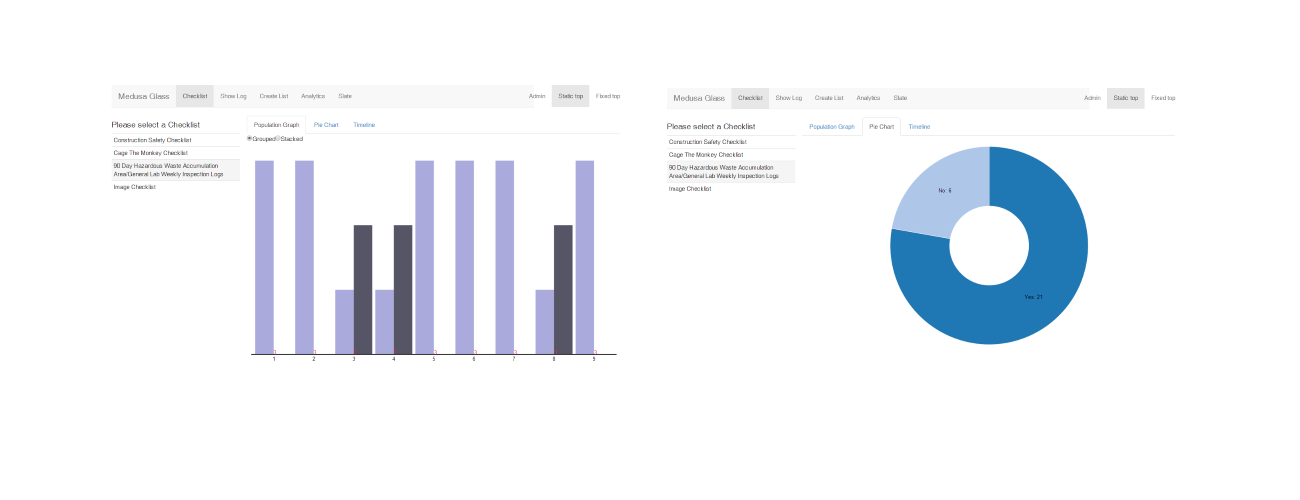 Medusa Glass Checklist Show Log Create List Analytics Slate Admin Static top Fixed top
Please select a Checklist
Construction Safety Checklist
Cage The Monkey Checklist
90 Day Hazardous Waste Accumulation
Area/General Lab Weekly Inspection Logs
Image Checklist
Population Graph Pie Chart Timeline
Grouped Stacked
1 2 3 4 5 6 7 8 9
Medusa Glass Checklist Show Log Create List Analytics Slate Admin Static top Fixed top
Please select a Checklist
Construction Safety Checklist
Cage The Monkey Checklist
90 Day Hazardous Waste Accumulation
Area/General Lab Weekly Inspection Logs
Image Checklist
Population Graph Pie Chart Timeline
No: 6
Yes: 21